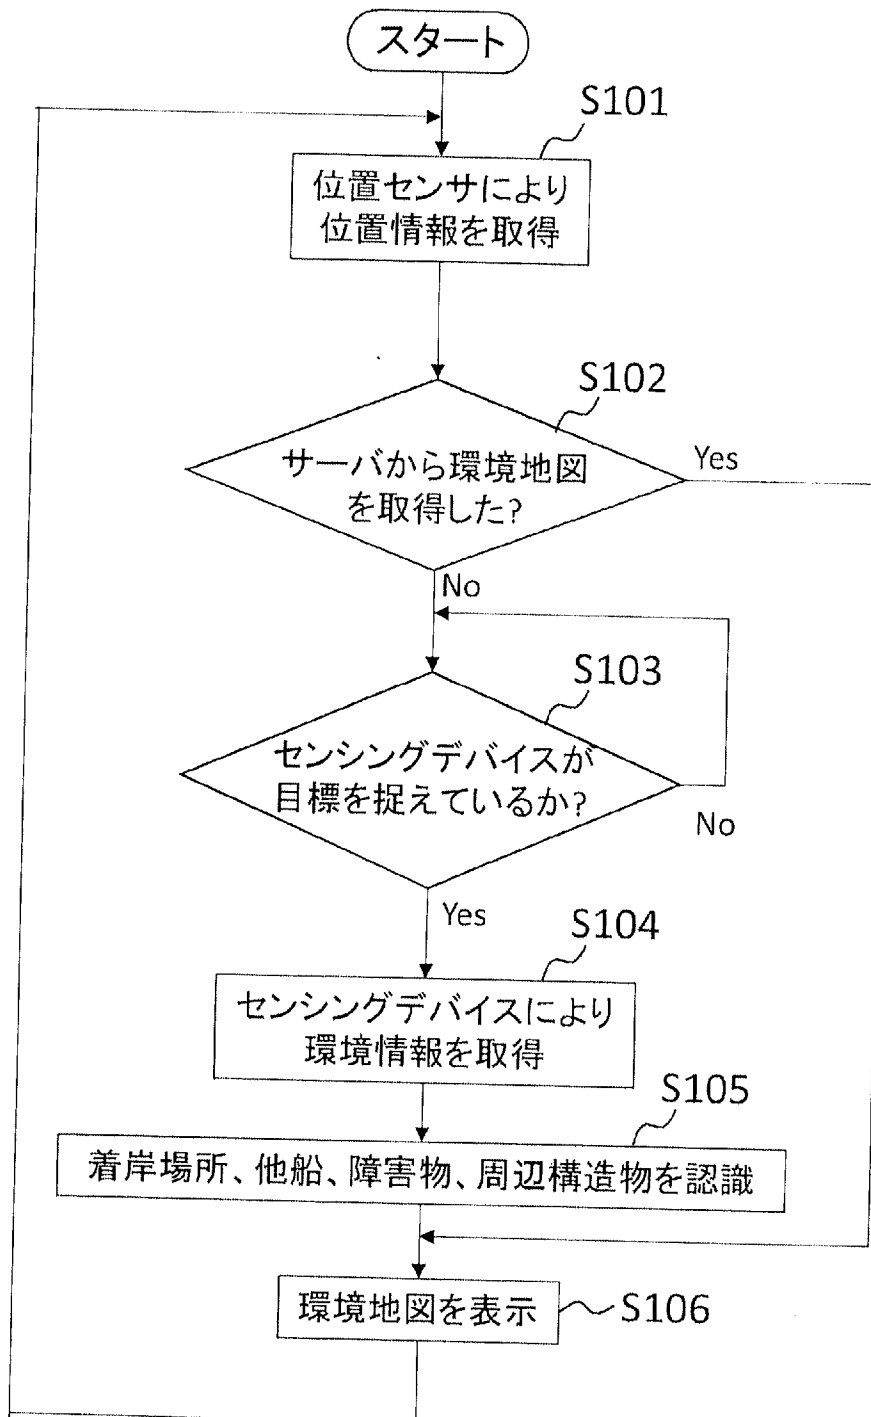 スタート
S101
位置センサにより
位置情報を取得
S102
サーバから環境地図
を取得した?
Yes
No
S103
センシングデバイスが
目標を捉えているか?
No
Yes
S104
センシングデバイスにより
環境情報を取得
S105
着岸場所、他船、障害物、周辺構造物を認識
環境地図を表示
S106